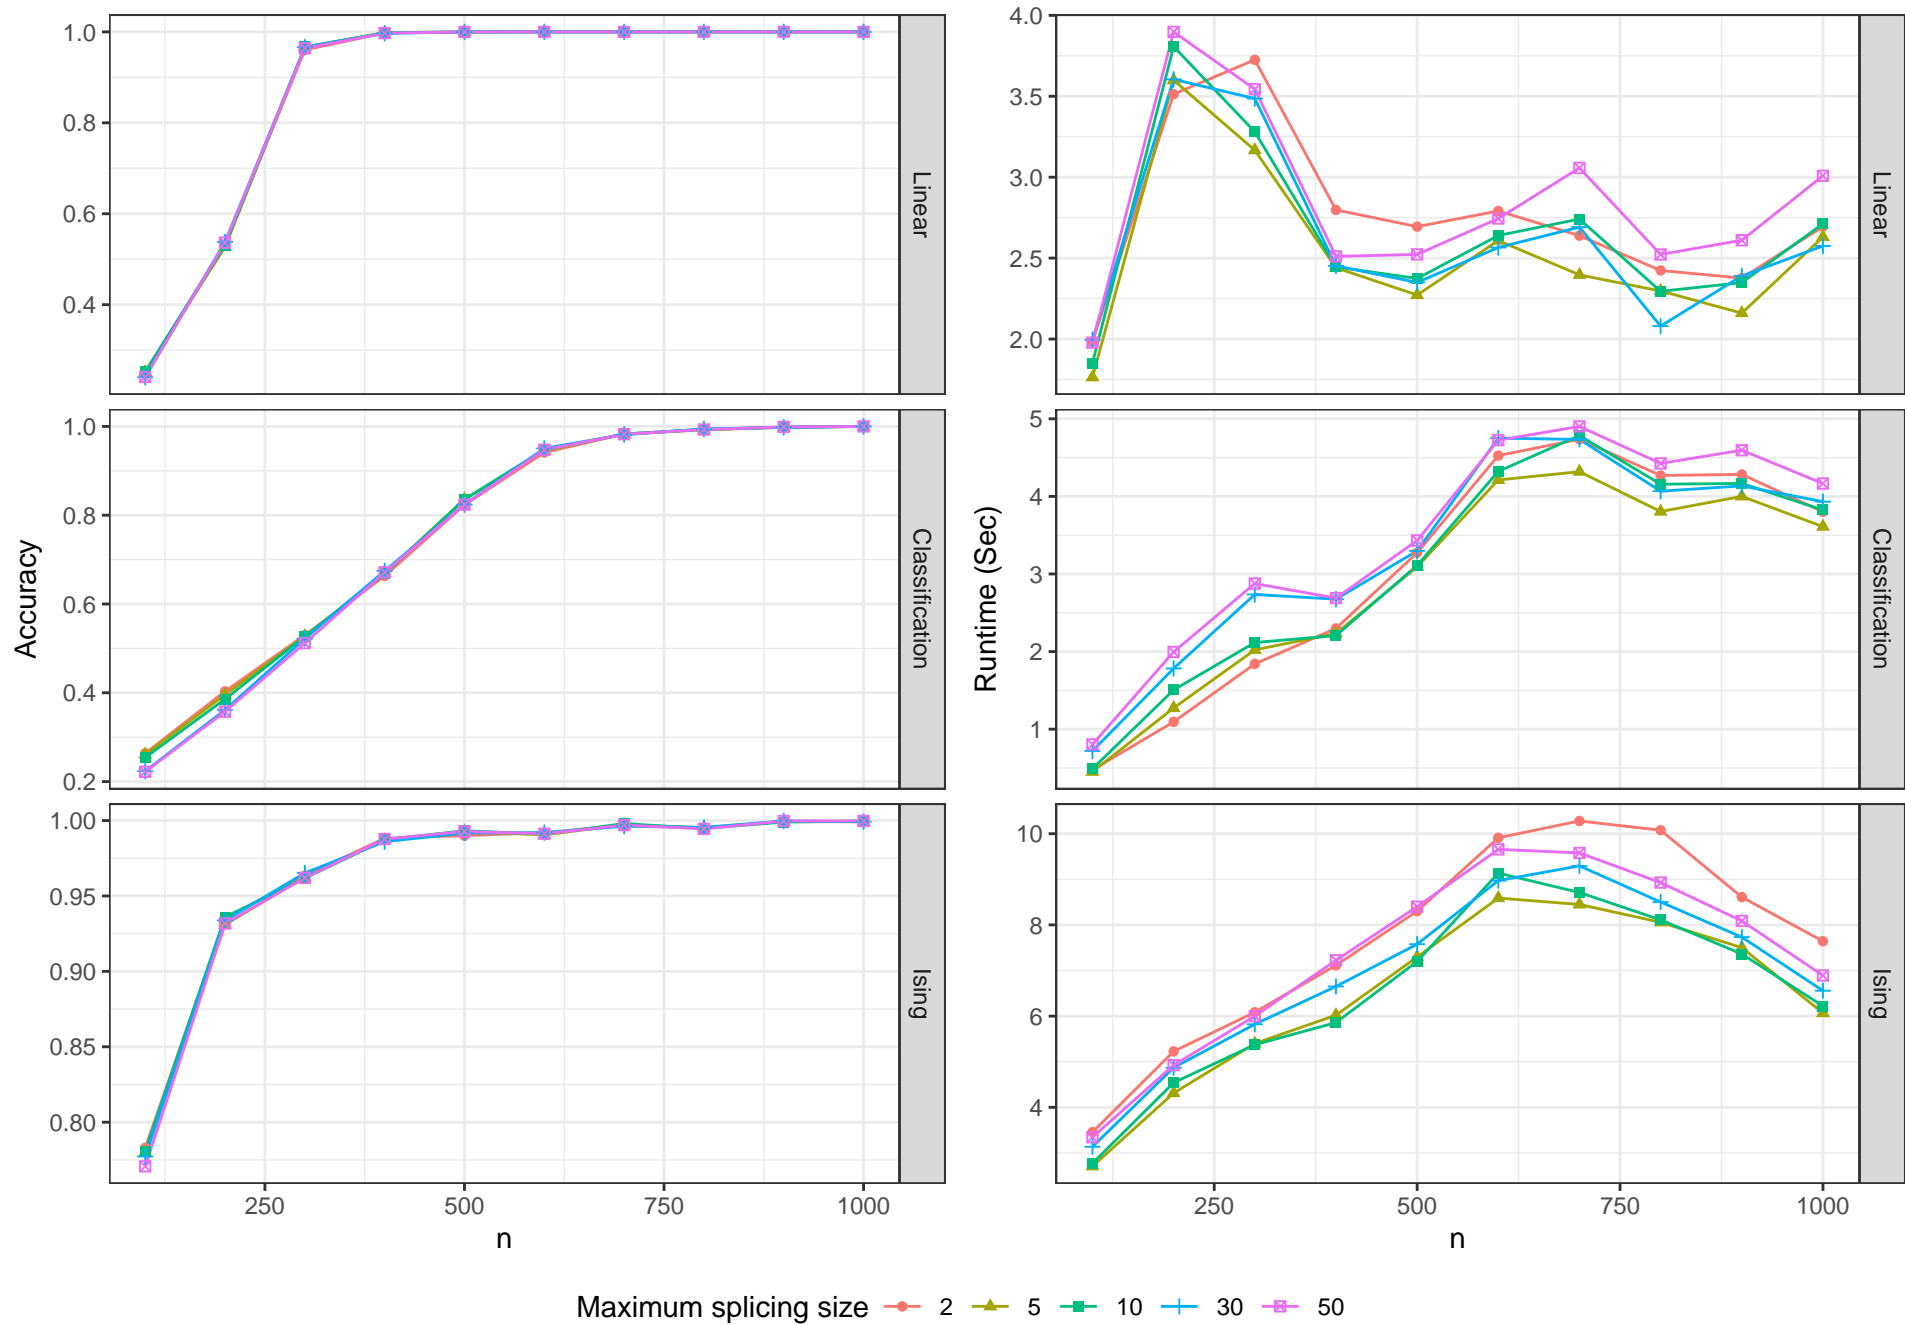 1.0
0.8
0.6
0.4
Linear
1.0
0.8
0.6
0.4
0.2
Classification
1.00
0.95
0.90
0.85
0.80
Ising
250 500 750 1000
n
Accuracy
4.0
3.5
3.0
2.5
2.0
Linear
5
4
3
2
1
Classification
10
8
6
4
Ising
250 500 750 1000
n
Runtime (Sec)
Maximum splicing size 2 5 10 30 50